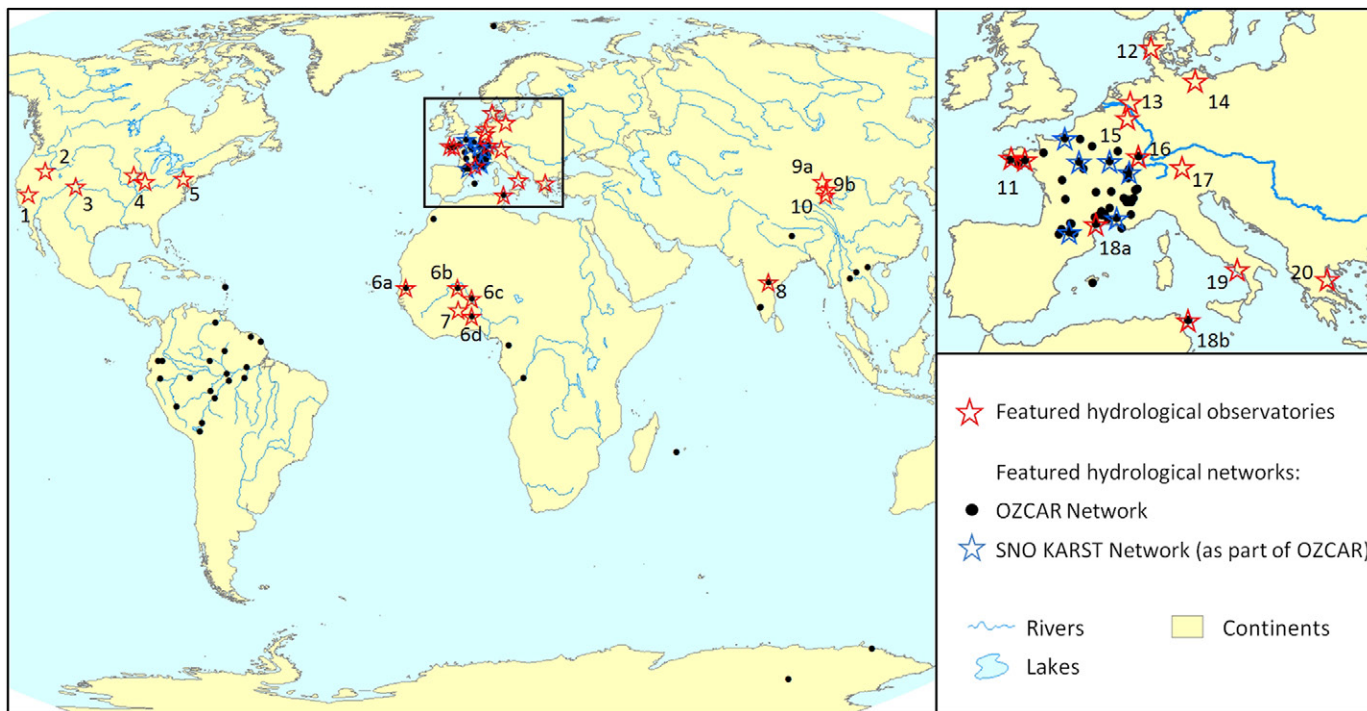 1
2
3
4
5
6a
6b
6c
7
6d
8
9a
9b
10
12
13
14
15
16
11
17
18a
19
20
18b
Featured hydrological observatories
Featured hydrological networks:
OZCAR Network
SNO KARST Network (as part of OZCAR)
Rivers
Continents
Lakes